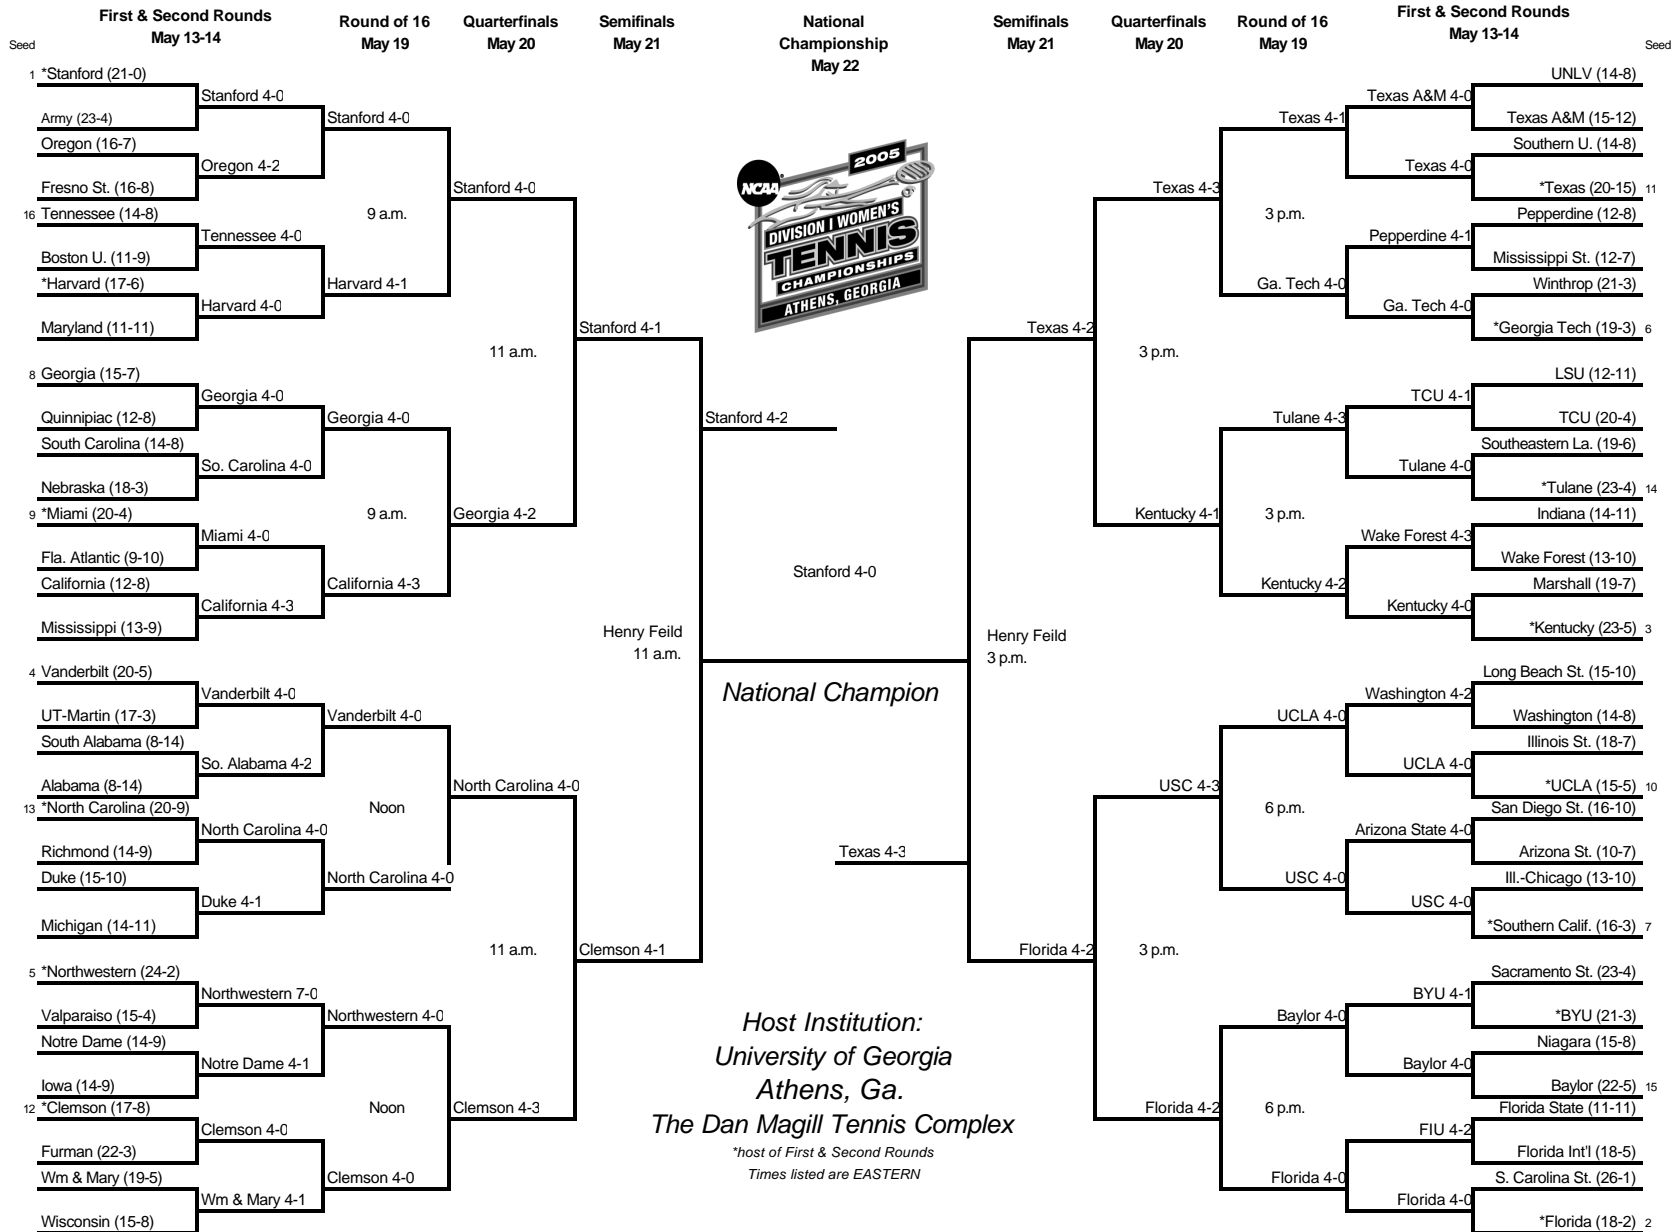 First & Second Rounds
May 13-14
Round of 16
May 19
Quarterfinals
May 20
Semifinals
May 21
National
Championship
May 22
Semifinals
May 21
Quarterfinals
May 20
Round of 16
May 19
First & Second Rounds
May 13-14
Seed
Seed
1 *Stanford (21-0)
Army (23-4)
Oregon (16-7)
Fresno St. (16-8)
16 Tennessee (14-8)
Boston U. (11-9)
*Harvard (17-6)
Maryland (11-11)
8 Georgia (15-7)
Quinnipiac (12-8)
South Carolina (14-8)
Nebraska (18-3)
9 *Miami (20-4)
Fla. Atlantic (9-10)
California (12-8)
Mississippi (13-9)
4 Vanderbilt (20-5)
UT-Martin (17-3)
South Alabama (8-14)
Alabama (8-14)
13 *North Carolina (20-9)
Richmond (14-9)
Duke (15-10)
Michigan (14-11)
5 *Northwestern (24-2)
Valparaiso (15-4)
Notre Dame (14-9)
Iowa (14-9)
12 *Clemson (17-8)
Furman (22-3)
Wm & Mary (19-5)
Wisconsin (15-8)
Stanford 4-0
Oregon 4-2
Tennessee 4-0
Harvard 4-0
Georgia 4-0
So. Carolina 4-0
Miami 4-0
California 4-3
Vanderbilt 4-0
So. Alabama 4-2
North Carolina 4-0
Duke 4-1
Northwestern 7-0
Notre Dame 4-1
Clemson 4-0
Wm & Mary 4-1
Stanford 4-0
9 a.m.
Harvard 4-1
Georgia 4-0
9 a.m.
California 4-3
Vanderbilt 4-0
Noon
North Carolina 4-0
Northwestern 4-0
Noon
Clemson 4-0
Stanford 4-0
11 a.m.
Georgia 4-2
North Carolina 4-0
11 a.m.
Clemson 4-3
Stanford 4-1
Henry Feild
11 a.m.
Clemson 4-1
NCAA
2005
DIVISION I WOMEN'S
TENNIS
CHAMPIONSHIPS
ATHENS, GEORGIA
Stanford 4-2
Stanford 4-0
National Champion
Texas 4-3
Host Institution:
University of Georgia
Athens, Ga.
The Dan Magill Tennis Complex
*host of First & Second Rounds
Times listed are EASTERN
Texas 4-2
Henry Feild
3 p.m.
Florida 4-2
Texas 4-3
3 p.m.
Kentucky 4-1
USC 4-3
3 p.m.
Florida 4-2
Texas 4-1
3 p.m.
Ga. Tech 4-0
Tulane 4-3
3 p.m.
Kentucky 4-2
UCLA 4-0
6 p.m.
USC 4-0
Baylor 4-0
6 p.m.
Florida 4-0
Texas A&M 4-0
Texas 4-0
Pepperdine 4-1
Ga. Tech 4-0
TCU 4-1
Tulane 4-0
Wake Forest 4-3
Kentucky 4-0
Washington 4-2
UCLA 4-0
Arizona State 4-0
USC 4-0
BYU 4-1
Baylor 4-0
FIU 4-2
Florida 4-0
UNLV (14-8)
Texas A&M (15-12)
Southern U. (14-8)
*Texas (20-15) 11
Pepperdine (12-8)
Mississippi St. (12-7)
Winthrop (21-3)
*Georgia Tech (19-3) 6
LSU (12-11)
TCU (20-4)
Southeastern La. (19-6)
*Tulane (23-4) 14
Indiana (14-11)
Wake Forest (13-10)
Marshall (19-7)
*Kentucky (23-5) 3
Long Beach St. (15-10)
Washington (14-8)
Illinois St. (18-7)
*UCLA (15-5) 10
San Diego St. (16-10)
Arizona St. (10-7)
Ill.-Chicago (13-10)
*Southern Calif. (16-3) 7
Sacramento St. (23-4)
*BYU (21-3)
Niagara (15-8)
Baylor (22-5) 15
Florida State (11-11)
Florida Int'l (18-5)
S. Carolina St. (26-1)
*Florida (18-2) 2